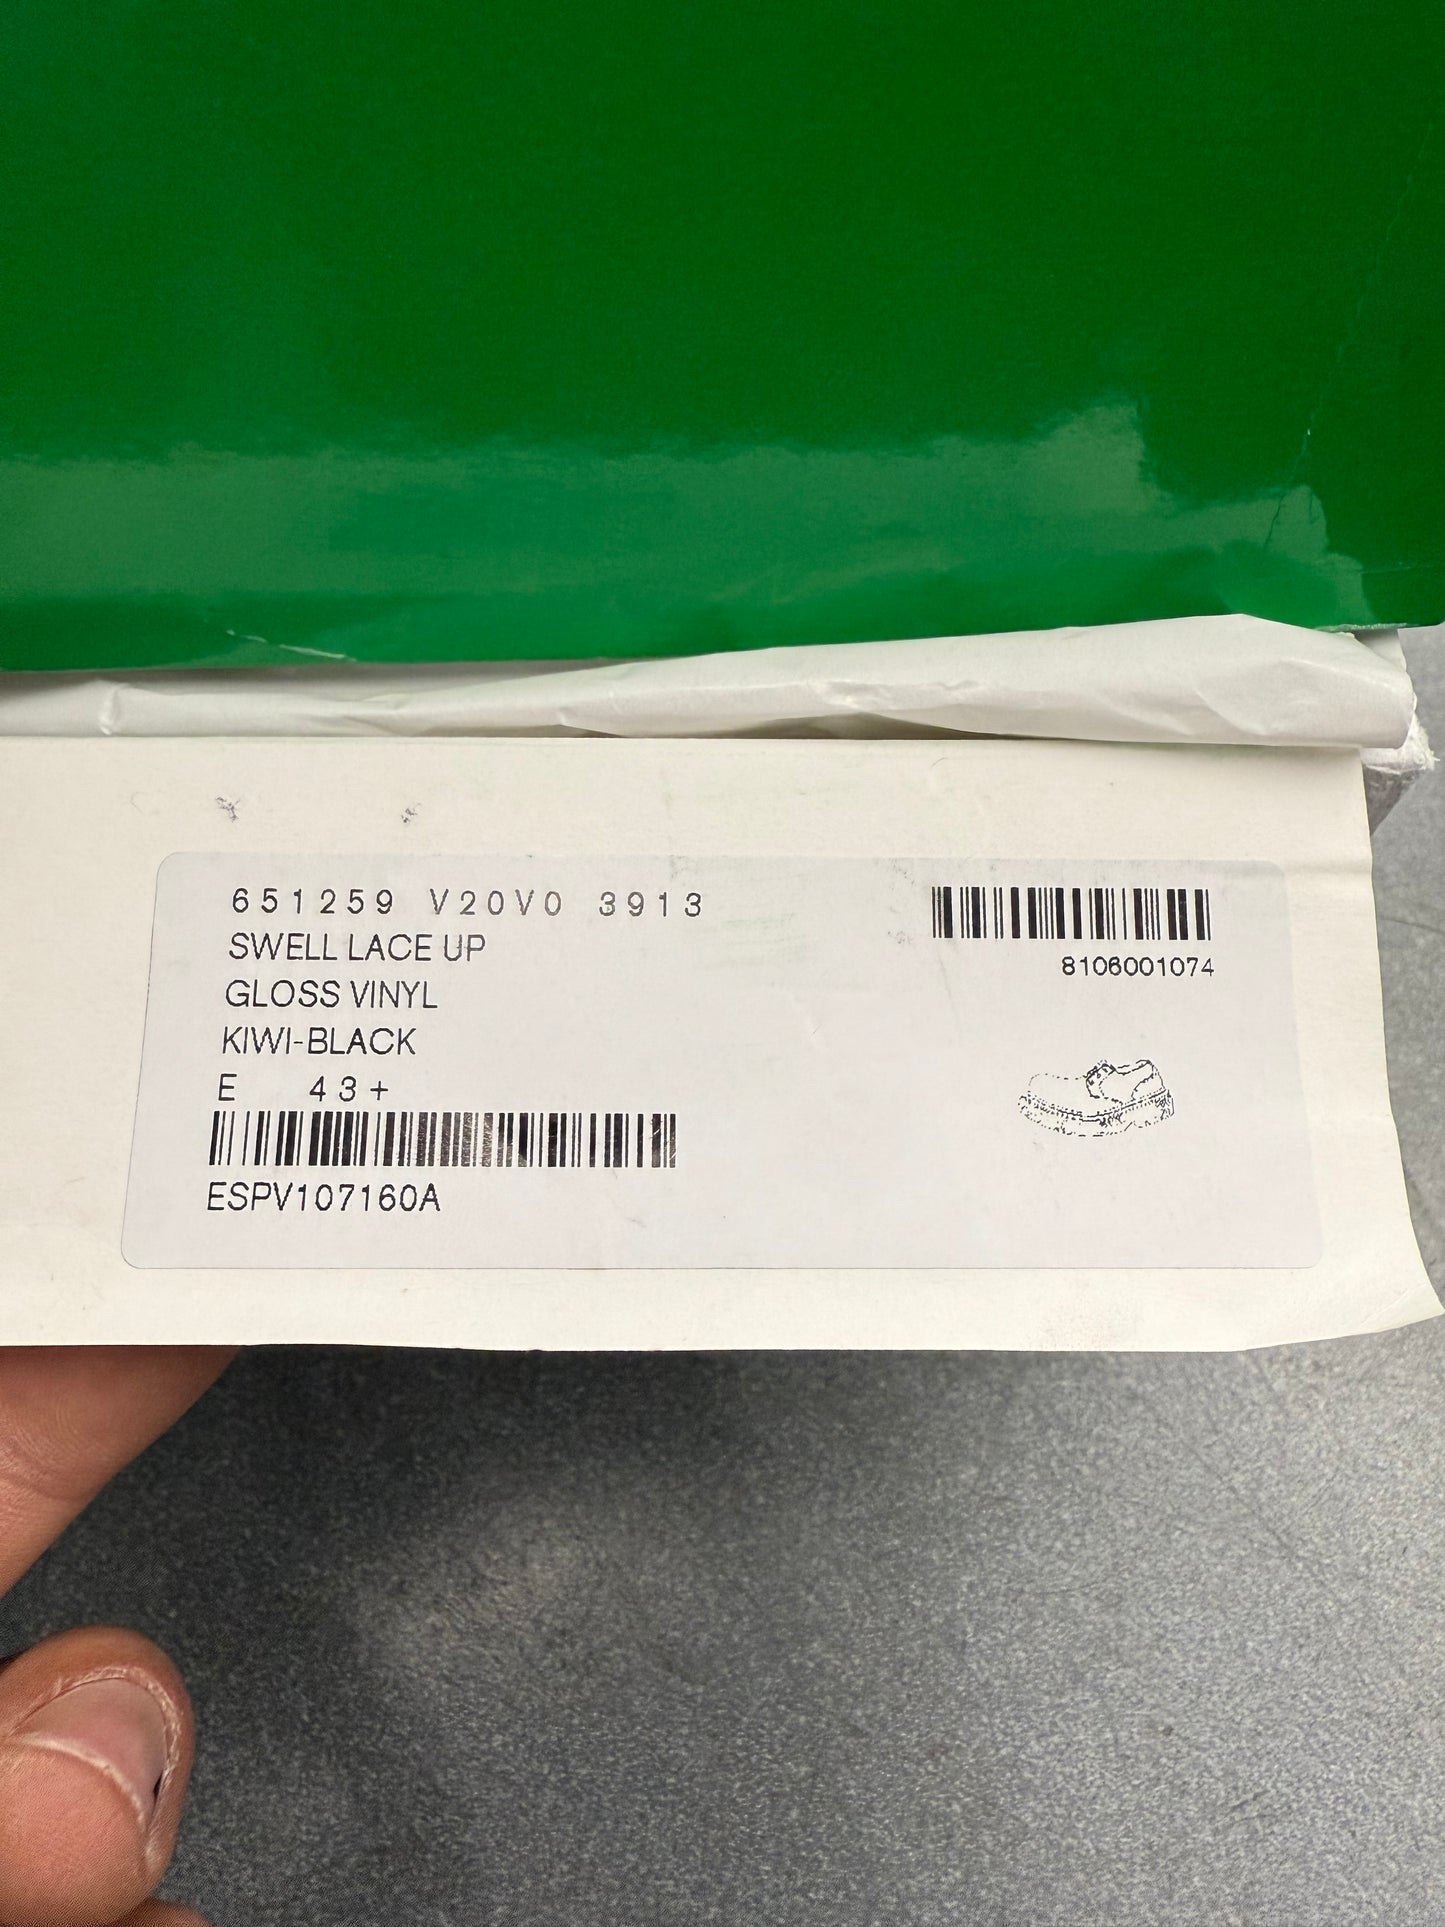 651259 V20V0 3913
SWELL LACE UP
GLOSS VINYL
KIWI-BLACK
E 43+
ESPV107160A
8106001074